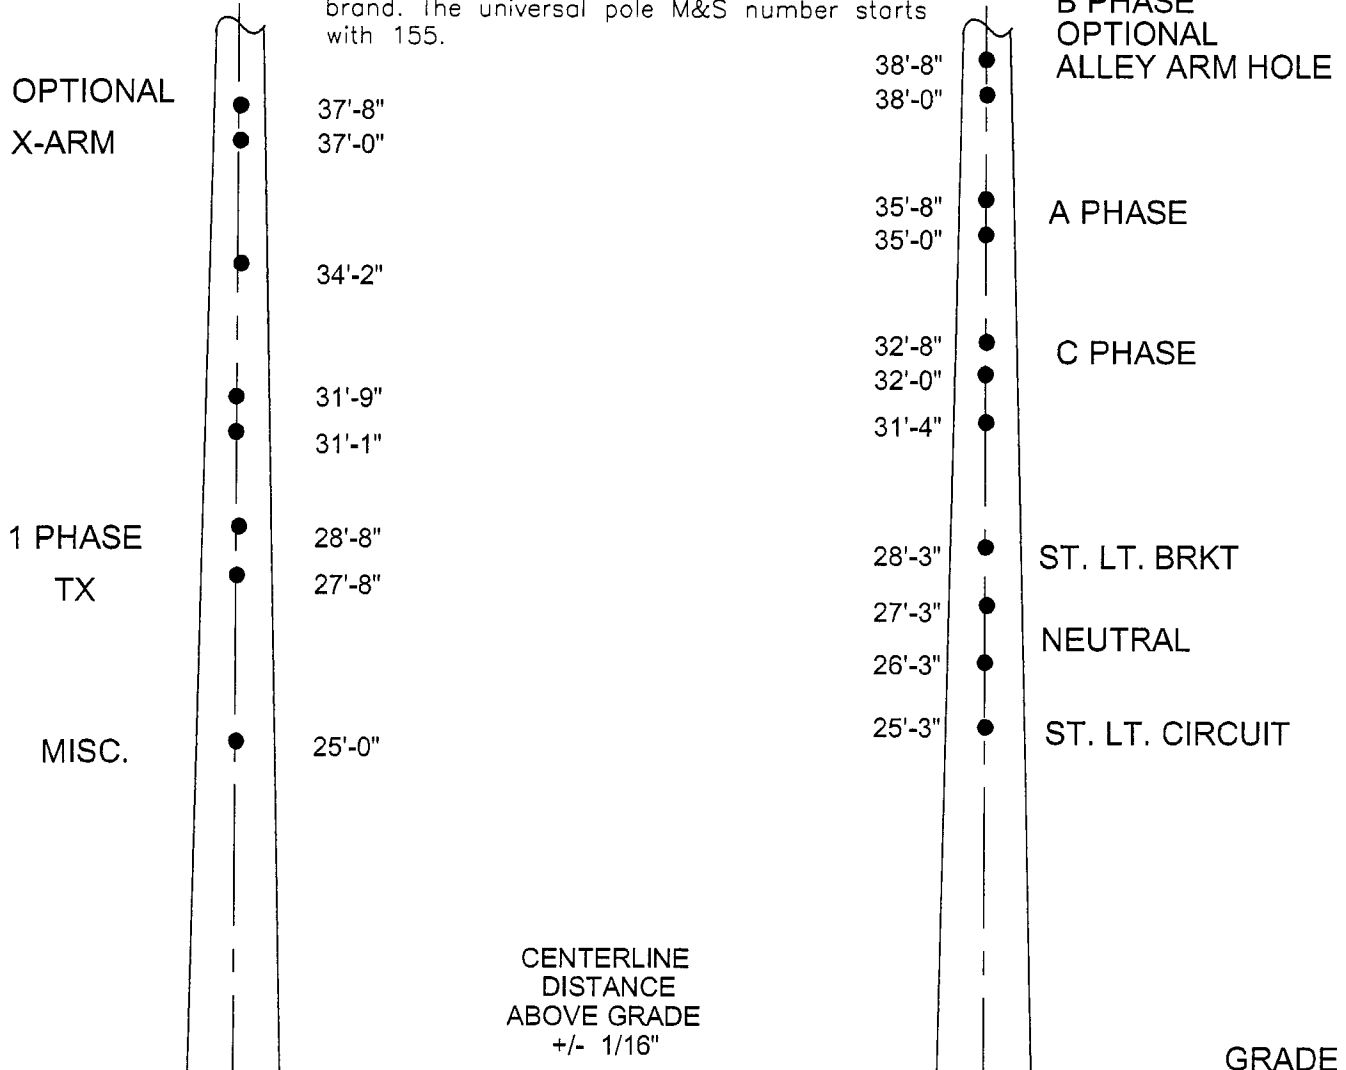 brand. The universal pole M&S number starts
with 155.
OPTIONAL
X-ARM
37'-8"
37'-0"
34'-2"
31'-9"
31'-1"
1 PHASE
TX
28'-8"
27'-8"
MISC.
25'-0"
B PHASE
OPTIONAL
ALLEY ARM HOLE
38'-8"
38'-0"
35'-8"
35'-0"
A PHASE
32'-8"
32'-0"
C PHASE
31'-4"
28'-3"
ST. LT. BRKT
27'-3"
26'-3"
NEUTRAL
25'-3"
ST. LT. CIRCUIT
CENTERLINE
DISTANCE
ABOVE GRADE
+/- 1/16"
GRADE